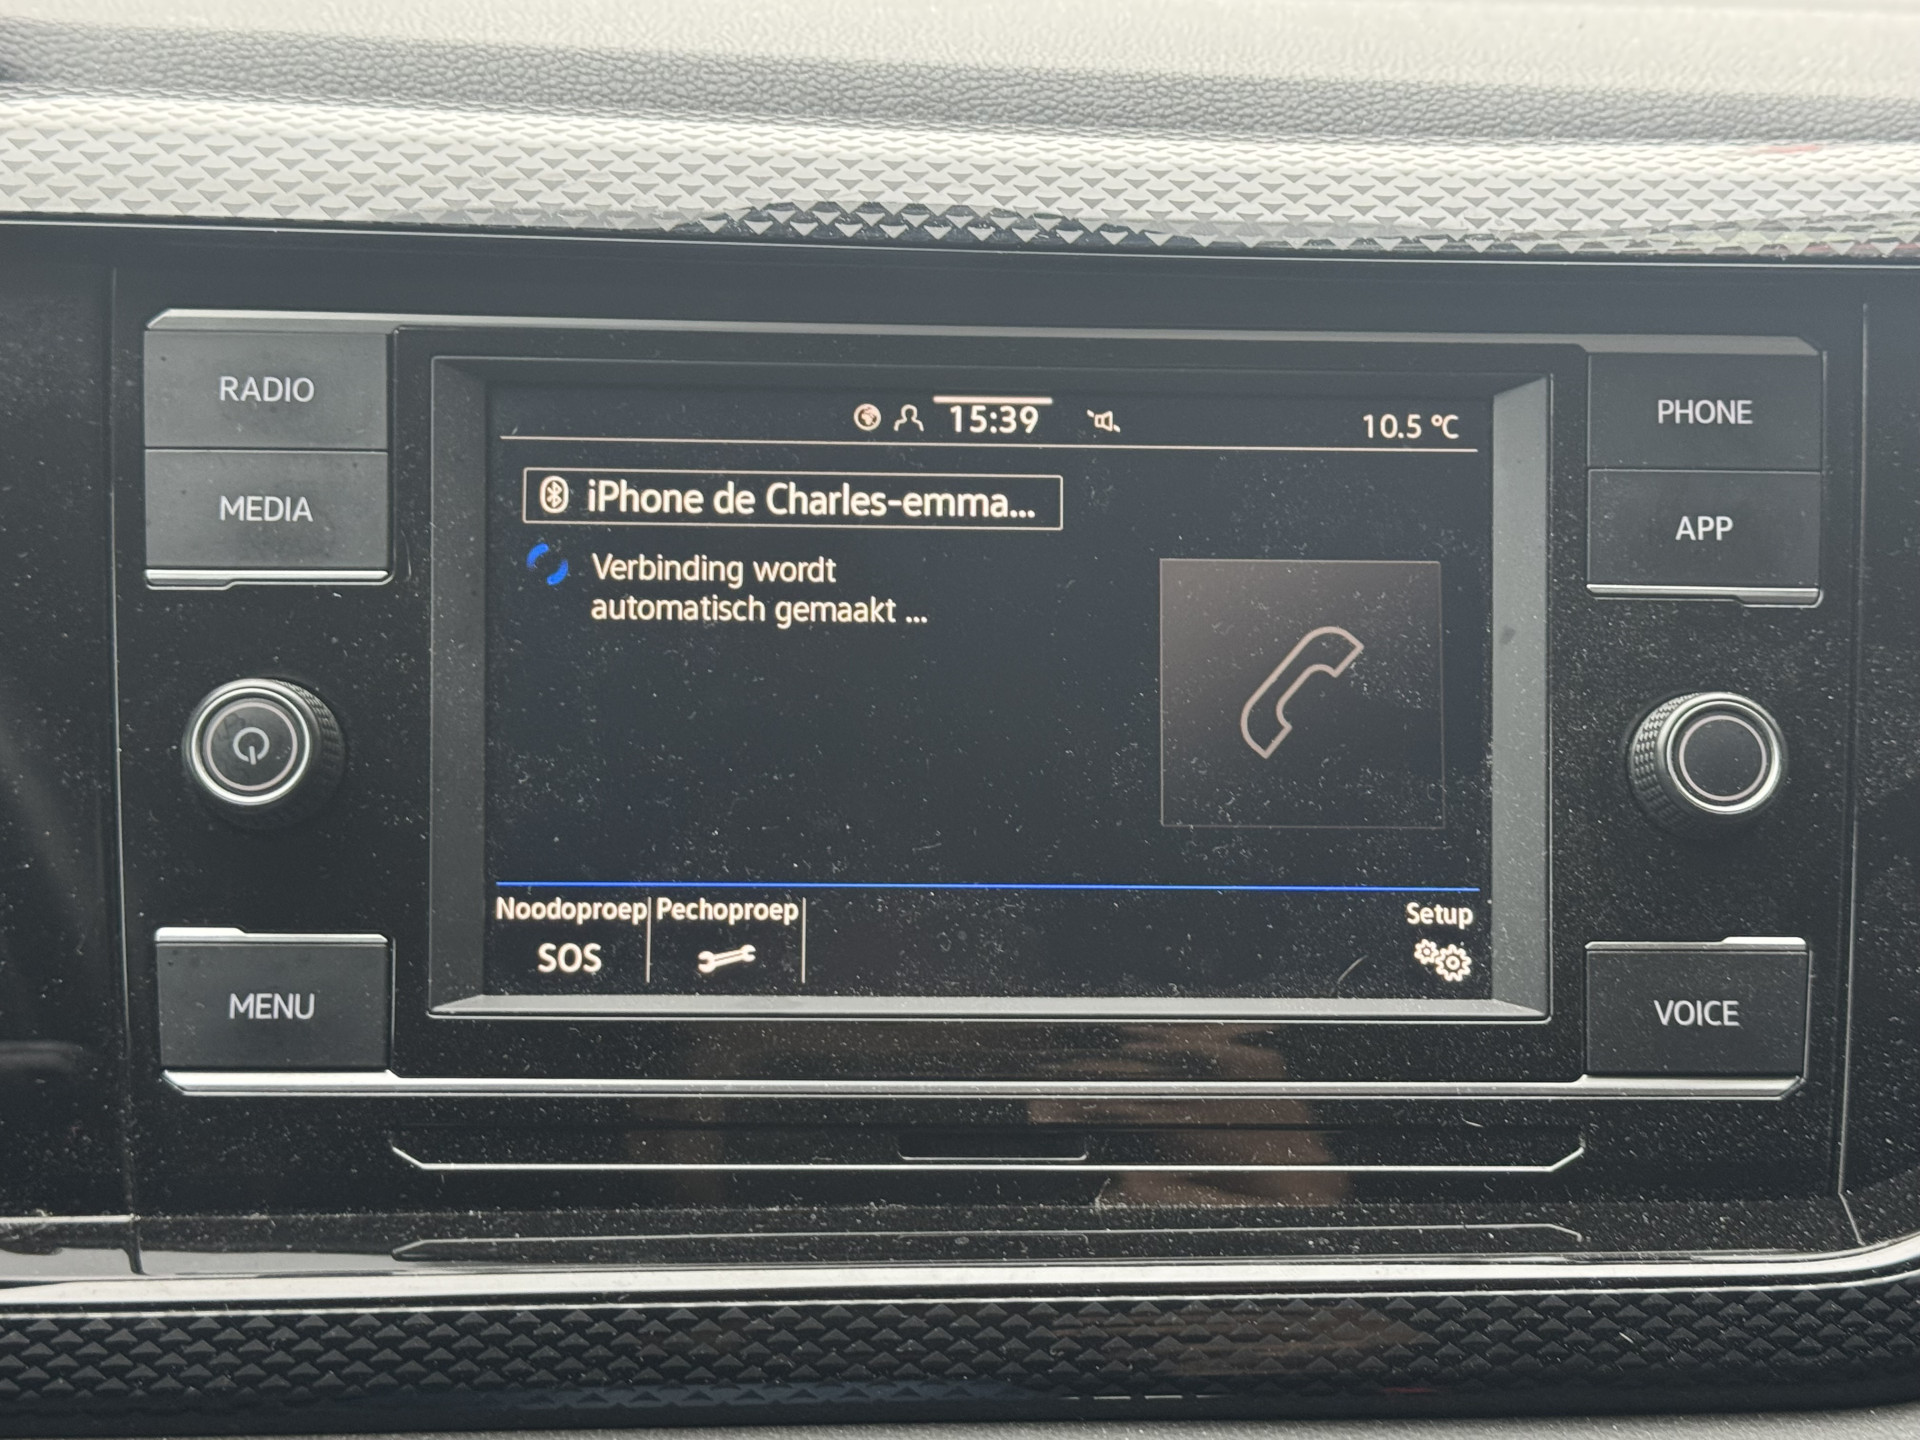 RADIO
MEDIA
MENU
15:39
10.5 °C
iPhone de Charles-emma...
Verbinding wordt
automatisch gemaakt ...
Noodoproep
SOS
Pechoproep
Setup
PHONE
APP
VOICE